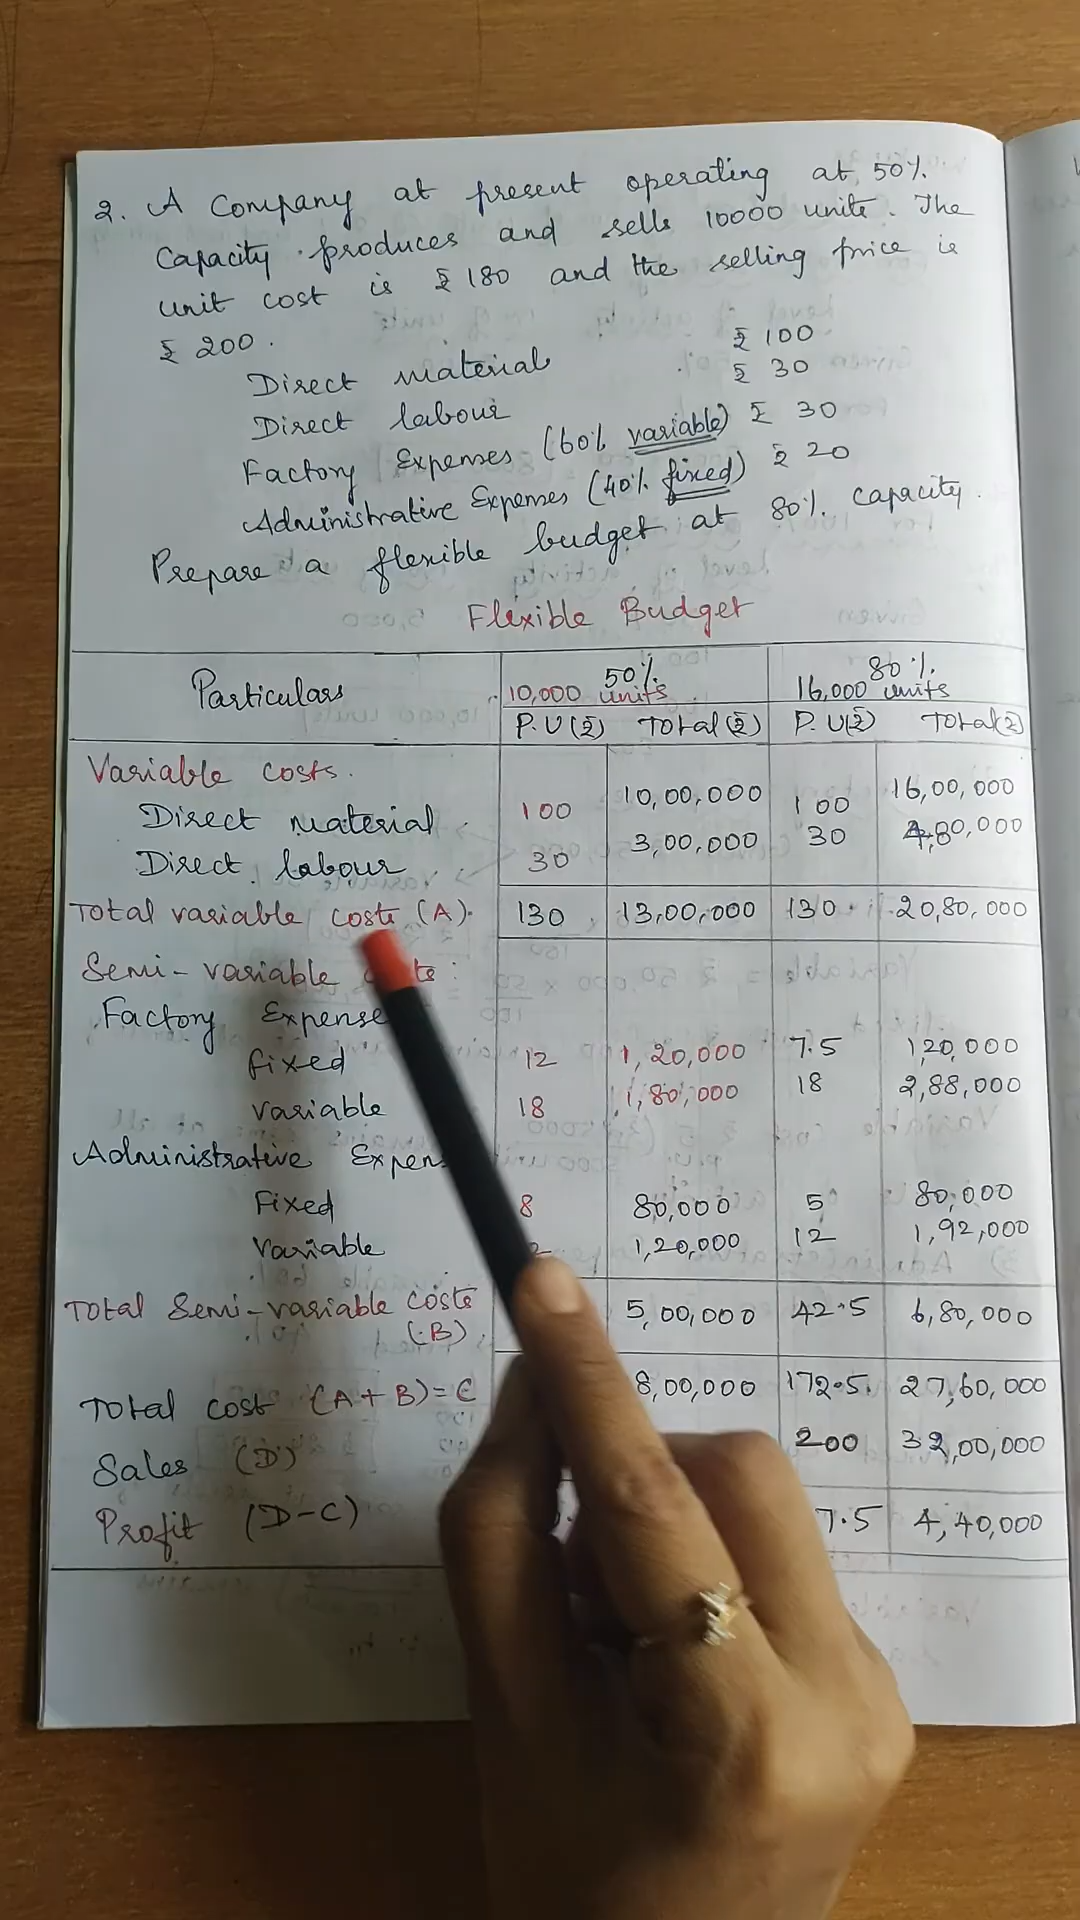 2. A Company at present operating at 50%.
Capacity produces and sells 10000 units. The
unit cost is ₹ 180 and the selling price is
₹ 200.
Direct material ₹ 100
Direct labour ₹ 30
Factory Expenses (60% variable) ₹ 30
Administrative Expenses (40% fixed) ₹ 20
Prepare a flexible budget at 80% capacity.
Flexible Budget
Particulars 50% 80%
10,000 units 16,000 units
P.U(₹) Total(₹) P.U(₹) Total(₹)
Variable costs.
Direct material 100 10,00,000 100 16,00,000
Direct labour 30 3,00,000 30 4,80,000
Total variable costs (A). 130 13,00,000 130 20,80,000
Semi-variable
Factory Expense
fixed 12 1,20,000 7.5 1,20,000
variable 18 1,80,000 18 2,88,000
Administrative Expen
Fixed 8 80,000 5 80,000
Variable 1,20,000 12 1,92,000
Total Semi-variable costs 5,00,000 42.5 6,80,000
(B)
Total cost (A+B)=C 8,00,000 172.5 27,60,000
Sales (D) 200 32,00,000
Profit (D-C) 7.5 4,40,000